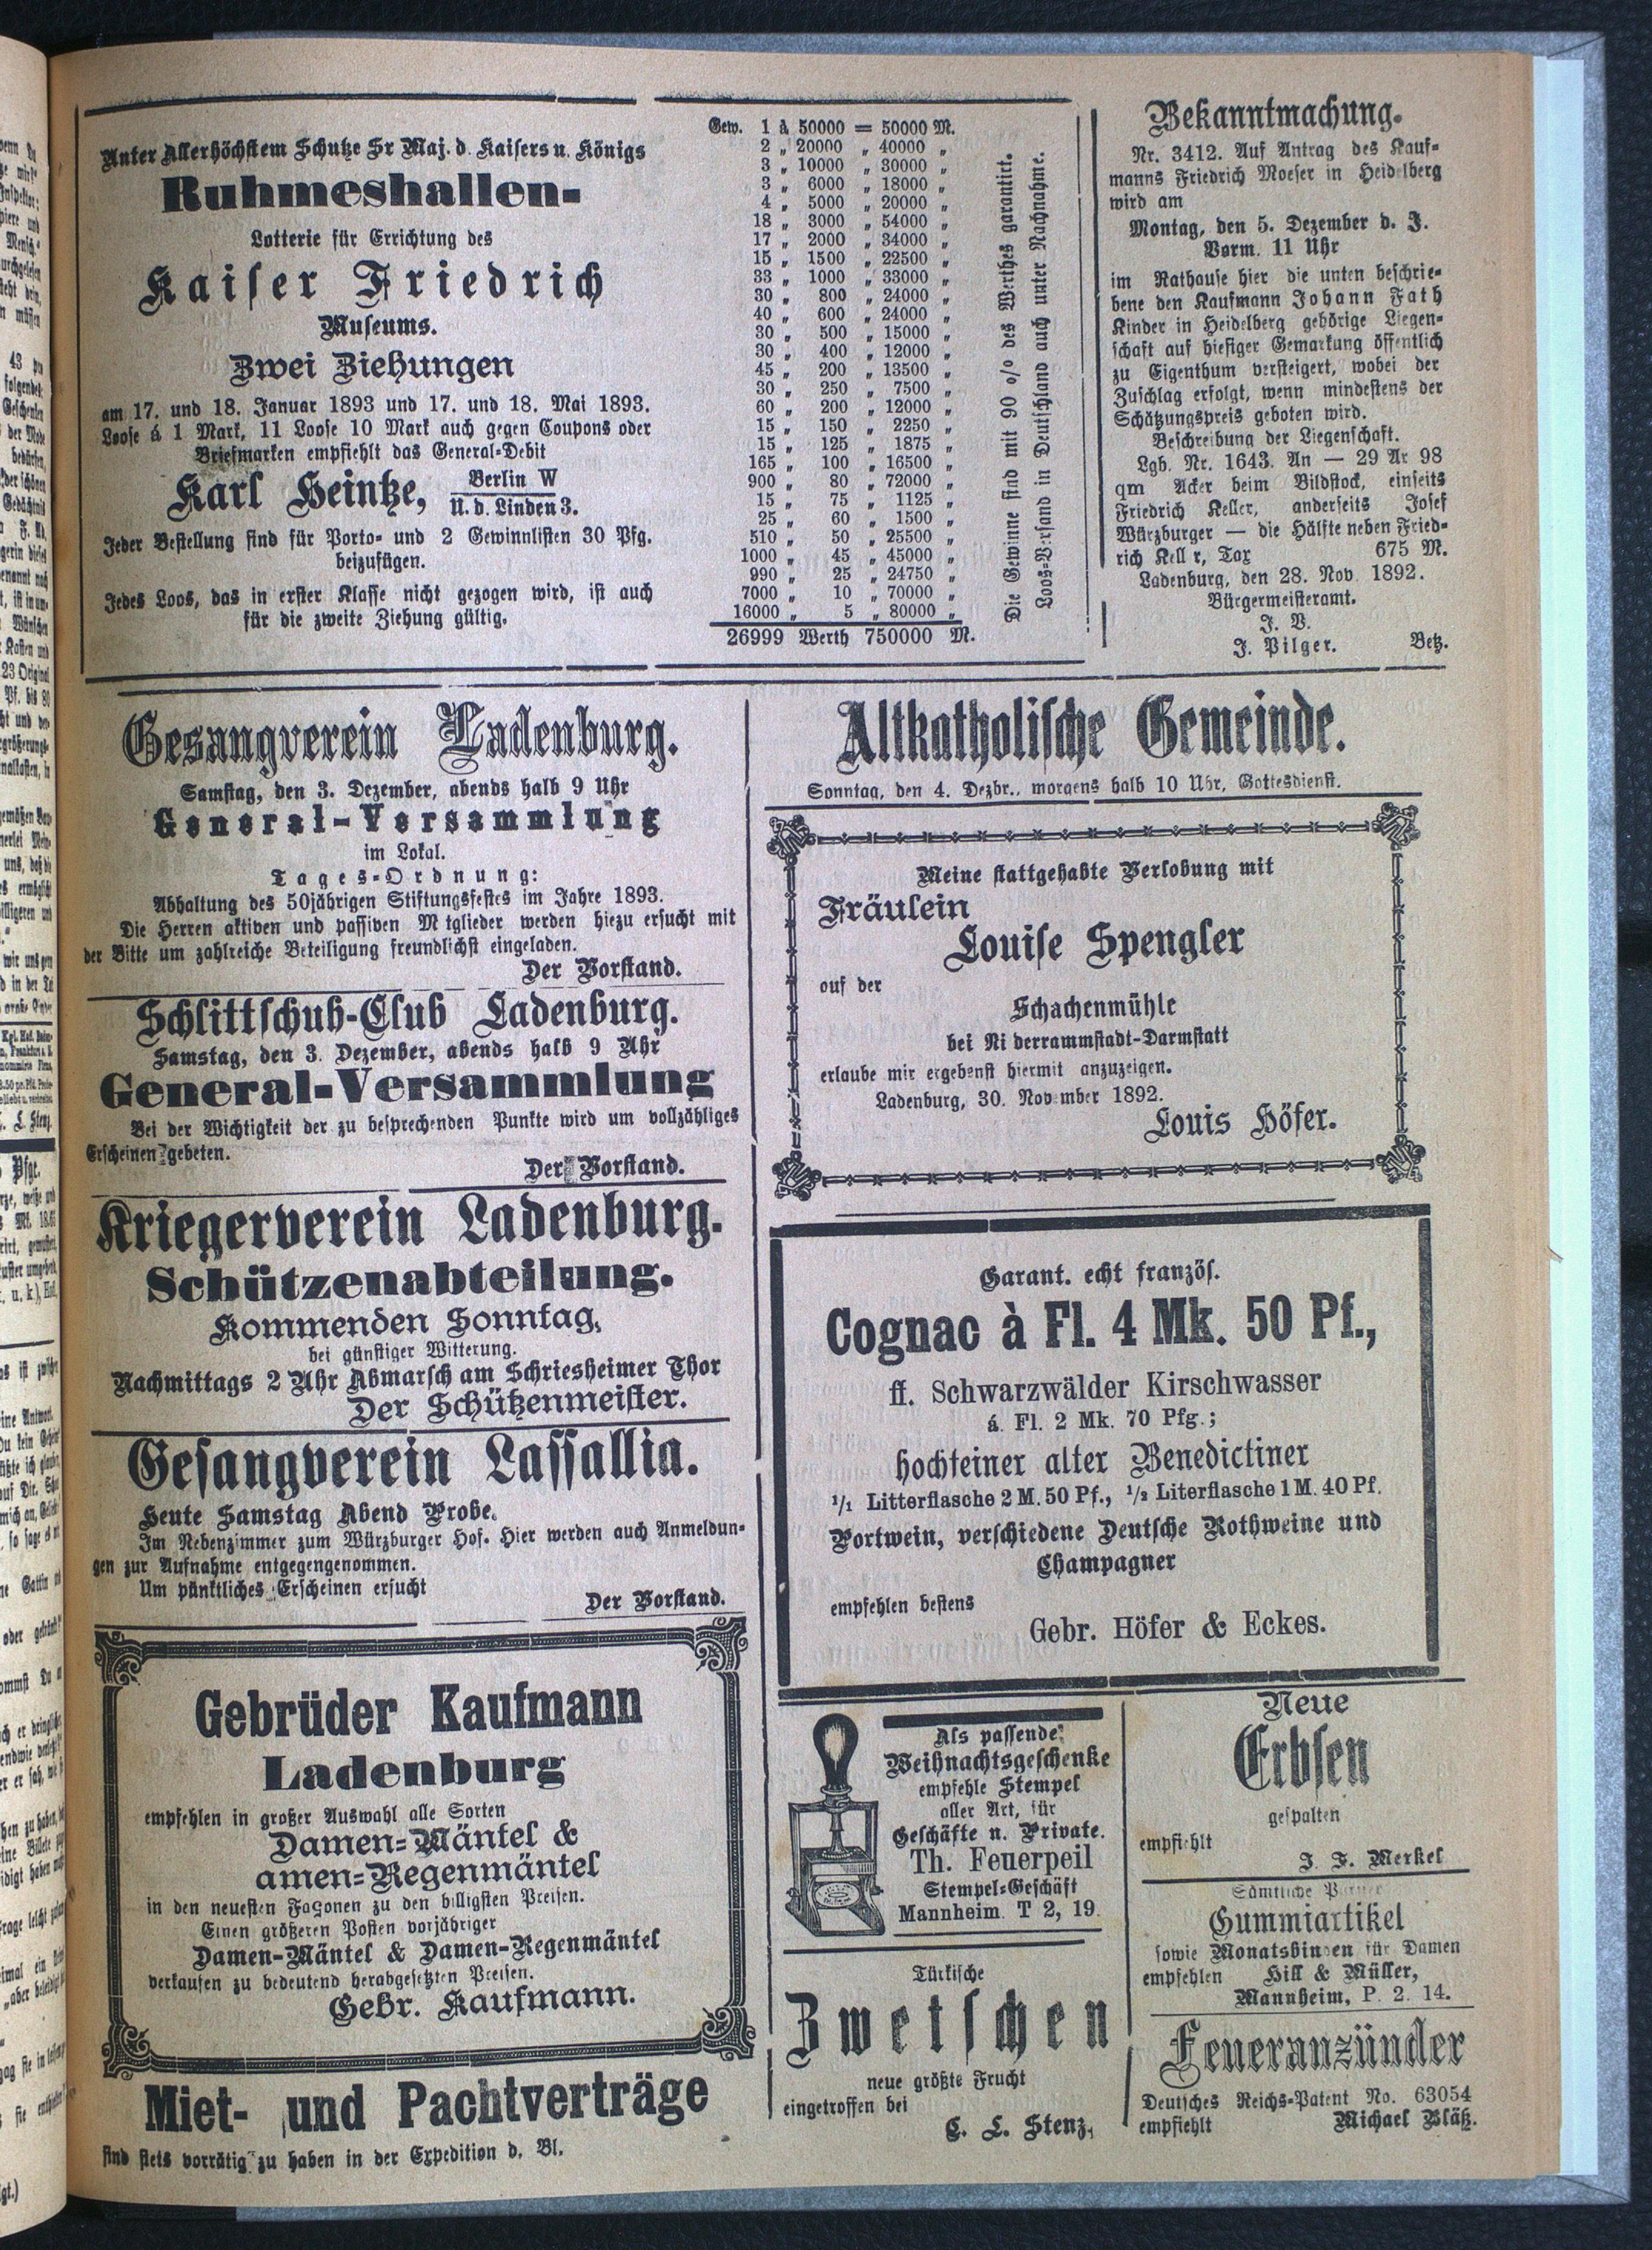 Unter Allerhöchstem Schutze Sr Maj. d. Kaisers u. Königs
Ruhmeshallen-
Lotterie für Errichtung des
Kaiser Friedrich
Museums.
Zwei Ziehungen
am 17. und 18. Januar 1893 und 17. und 18. Mai 1893.
Loose á 1 Mark, 11 Loose 10 Mark auch gegen Coupons oder
Briefmarken empfiehlt das General-Debit
Karl Heintze, Berlin W
U. d. Linden 3.
Jeder Bestellung sind für Porto- und 2 Gewinnlisten 30 Pfg.
beizufügen.
Jedes Loos, das in erster Klasse nicht gezogen wird, ist auch
für die zweite Ziehung gültig.
Gew. 1 à 50000 = 50000 M.
2 „ 20000 „ 40000 „
3 „ 10000 „ 30000 „
3 „ 6000 „ 18000 „
4 „ 5000 „ 20000 „
18 „ 3000 „ 54000 „
17 „ 2000 „ 34000 „
15 „ 1500 „ 22500 „
33 „ 1000 „ 33000 „
30 „ 800 „ 24000 „
40 „ 600 „ 24000 „
30 „ 500 „ 15000 „
30 „ 400 „ 12000 „
45 „ 200 „ 13500 „
30 „ 250 „ 7500 „
60 „ 200 „ 12000 „
15 „ 150 „ 2250 „
15 „ 125 „ 1875 „
165 „ 100 „ 16500 „
900 „ 80 „ 72000 „
15 „ 75 „ 1125 „
25 „ 60 „ 1500 „
510 „ 50 „ 25500 „
1000 „ 45 „ 45000 „
990 „ 25 „ 24750 „
7000 „ 10 „ 70000 „
16000 „ 5 „ 80000 „
26999 Werth 750000 M.
Die Gewinne sind mit 90 o/o des Werthes garantirt.
Loos-Versand in Deutschland auch unter Nachnahme.
Bekanntmachung.
Nr. 3412. Auf Antrag des Kauf-
manns Friedrich Moeser in Heidelberg
wird am
Montag, den 5. Dezember d. J.
Vorm. 11 Uhr
im Rathause hier die unten beschrie-
bene den Kaufmann Johann Fath
Kinder in Heidelberg gehörige Liegen-
schaft auf hiesiger Gemarkung öffentlich
zu Eigenthum versteigert, wobei der
Zuschlag erfolgt, wenn mindestens der
Schätzungspreis geboten wird.
Beschreibung der Liegenschaft.
Lgb. Nr. 1643. An — 29 Ar 98
qm Acker beim Bildstock, einseits
Friedrich Keller, anderseits Josef
Würzburger — die Hälfte neben Fried-
rich Kell r, Tax 675 M.
Ladenburg, den 28. Nov. 1892.
Bürgermeisteramt.
J. V.
J. Pilger. Betz.
Gesangverein Ladenburg.
Samstag, den 3. Dezember, abends halb 9 Uhr
General-Versammlung
im Lokal.
Tages-Ordnung:
Abhaltung des 50jährigen Stiftungsfestes im Jahre 1893.
Die Herren aktiven und passiven M tglieder werden hiezu ersucht mit
der Bitte um zahlreiche Beteiligung freundlichst eingeladen.
Der Vorstand.
Schlittschuh-Club Ladenburg.
Samstag, den 3. Dezember, abends halb 9 Uhr
General-Versammlung
Bei der Wichtigkeit der zu besprechenden Punkte wird um vollzähliges
Erscheinen gebeten.
Der Vorstand.
Kriegerverein Ladenburg.
Schützenabteilung.
Kommenden Sonntag,
bei günstiger Witterung.
Nachmittags 2 Uhr Abmarsch am Schriesheimer Thor
Der Schützenmeister.
Gesangverein Lassallia.
Heute Samstag Abend Probe.
Im Nebenzimmer zum Würzburger Hof. Hier werden auch Anmeldun-
gen zur Aufnahme entgegengenommen.
Um pünktliches Erscheinen ersucht
Der Vorstand.
Gebrüder Kaufmann
Ladenburg
empfehlen in großer Auswahl alle Sorten
Damen-Mäntel &
amen-Regenmäntel
in den neuesten Façonen zu den billigsten Preisen.
Einen größeren Posten vorjähriger
Damen-Mäntel & Damen-Regenmäntel
verkaufen zu bedeutend herabgesetzten Preisen.
Gebr. Kaufmann.
Miet- und Pachtverträge
sind stets vorrätig zu haben in der Expedition d. Bl.
Altkatholische Gemeinde.
Sonntag, den 4. Dezbr., morgens halb 10 Uhr, Gottesdienst.
Meine stattgehabte Verlobung mit
Fräulein
Louise Spengler
auf der
Schachenmühle
bei Ni derrammstadt-Darmstatt
erlaube mir ergebenst hiermit anzuzeigen.
Ladenburg, 30. November 1892.
Louis Höfer.
Garant. echt französ.
Cognac à Fl. 4 Mk. 50 Pf.,
ff. Schwarzwälder Kirschwasser
á. Fl. 2 Mk. 70 Pfg.;
hochfeiner alter Benedictiner
1/1 Litterflasche 2 M. 50 Pf., 1/2 Literflasche 1 M. 40 Pf.
Portwein, verschiedene Deutsche Rothweine und
Champagner
empfehlen bestens
Gebr. Höfer & Eckes.
Als passende
Weihnachtsgeschenke
empfehle Stempel
aller Art, für
Geschäfte u. Private.
Th. Feuerpeil
Stempel-Geschäft
Mannheim. T 2, 19.
Türkische
Zwetschen
neue größte Frucht
eingetroffen bei
C. L. Stenz,
Neue
Erbsen
gespalten
empfiehlt
J. F. Merkel
Sämtliche Pariser
Gummiartikel
sowie Monatsbinden für Damen
empfehlen Hill & Müller,
Mannheim, P. 2. 14.
Feueranzünder
Deutsches Reichs-Patent No. 63054
empfiehlt Michael Bläß.